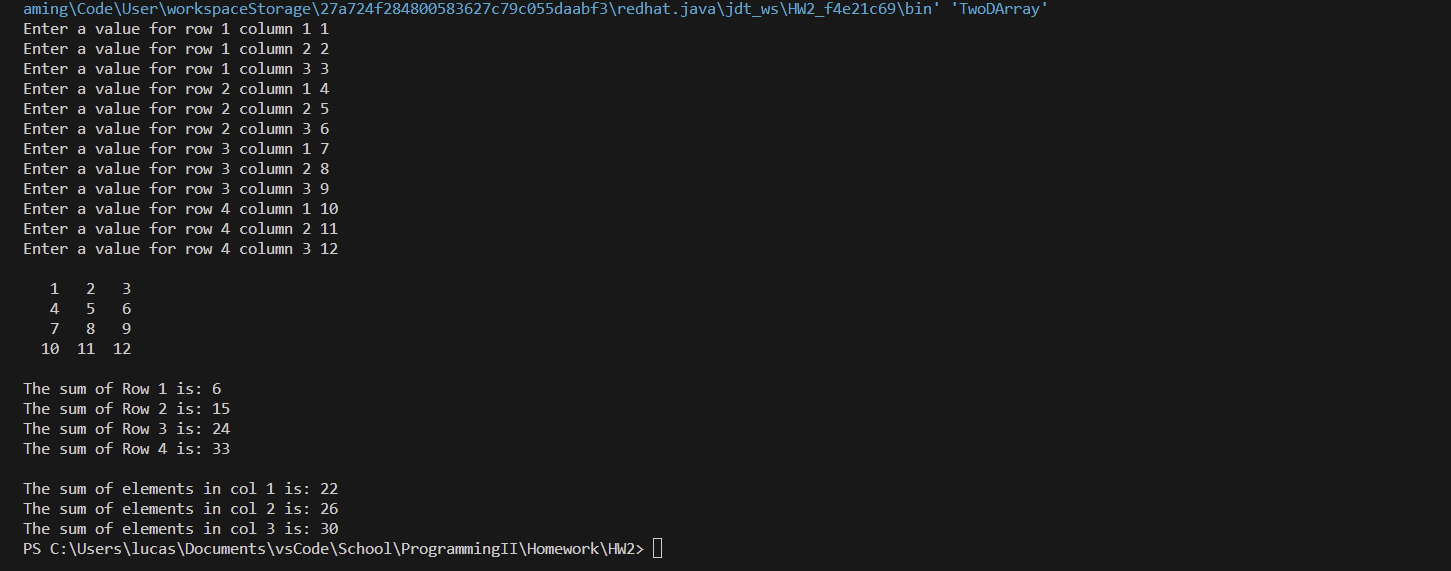 aming\Code\User\workspaceStorage\27a724f284800583627c79c055daabf3\redhat.java\jdt_ws\HW2_f4e21c69\bin' 'TwoDArray'
Enter a value for row 1 column 1 1
Enter a value for row 1 column 2 2
Enter a value for row 1 column 3 3
Enter a value for row 2 column 1 4
Enter a value for row 2 column 2 5
Enter a value for row 2 column 3 6
Enter a value for row 3 column 1 7
Enter a value for row 3 column 2 8
Enter a value for row 3 column 3 9
Enter a value for row 4 column 1 10
Enter a value for row 4 column 2 11
Enter a value for row 4 column 3 12

   1   2   3
   4   5   6
   7   8   9
  10  11  12

The sum of Row 1 is: 6
The sum of Row 2 is: 15
The sum of Row 3 is: 24
The sum of Row 4 is: 33

The sum of elements in col 1 is: 22
The sum of elements in col 2 is: 26
The sum of elements in col 3 is: 30
PS C:\Users\lucas\Documents\vsCode\School\ProgrammingII\Homework\HW2>